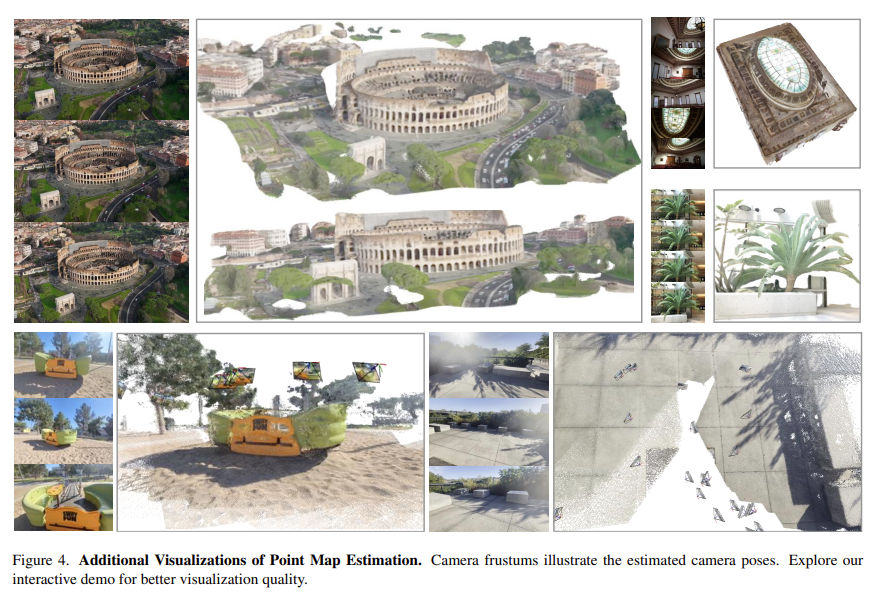 Figure 4. Additional Visualizations of Point Map Estimation. Camera frustums illustrate the estimated camera poses. Explore our
interactive demo for better visualization quality.